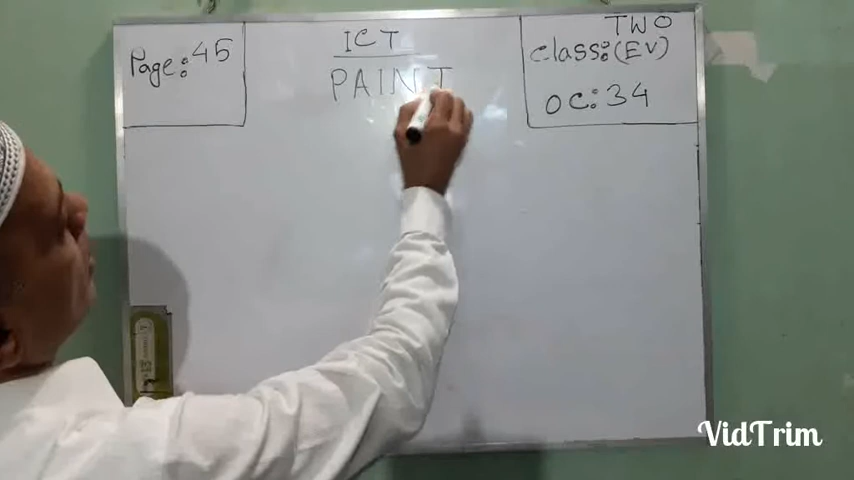 Page: 45
ICT
PAINT
TWO
class:(EV)
OC:34
VidTrim